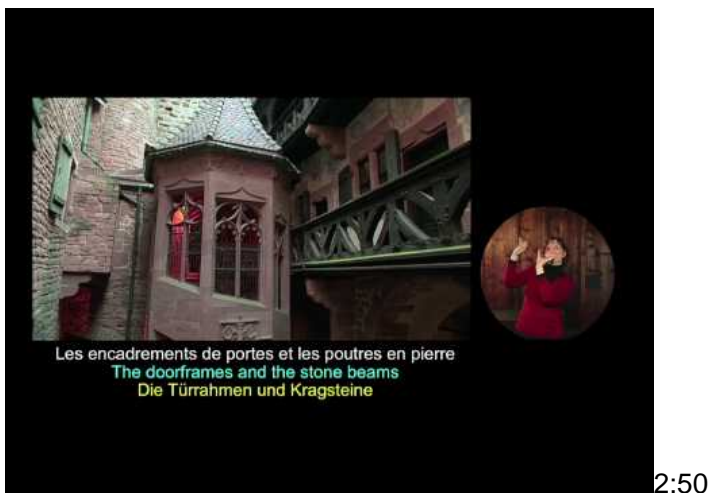 Les encadrements de portes et les poutres en pierre
The doorframes and the stone beams
Die Türrahmen und Kragsteine
2:50